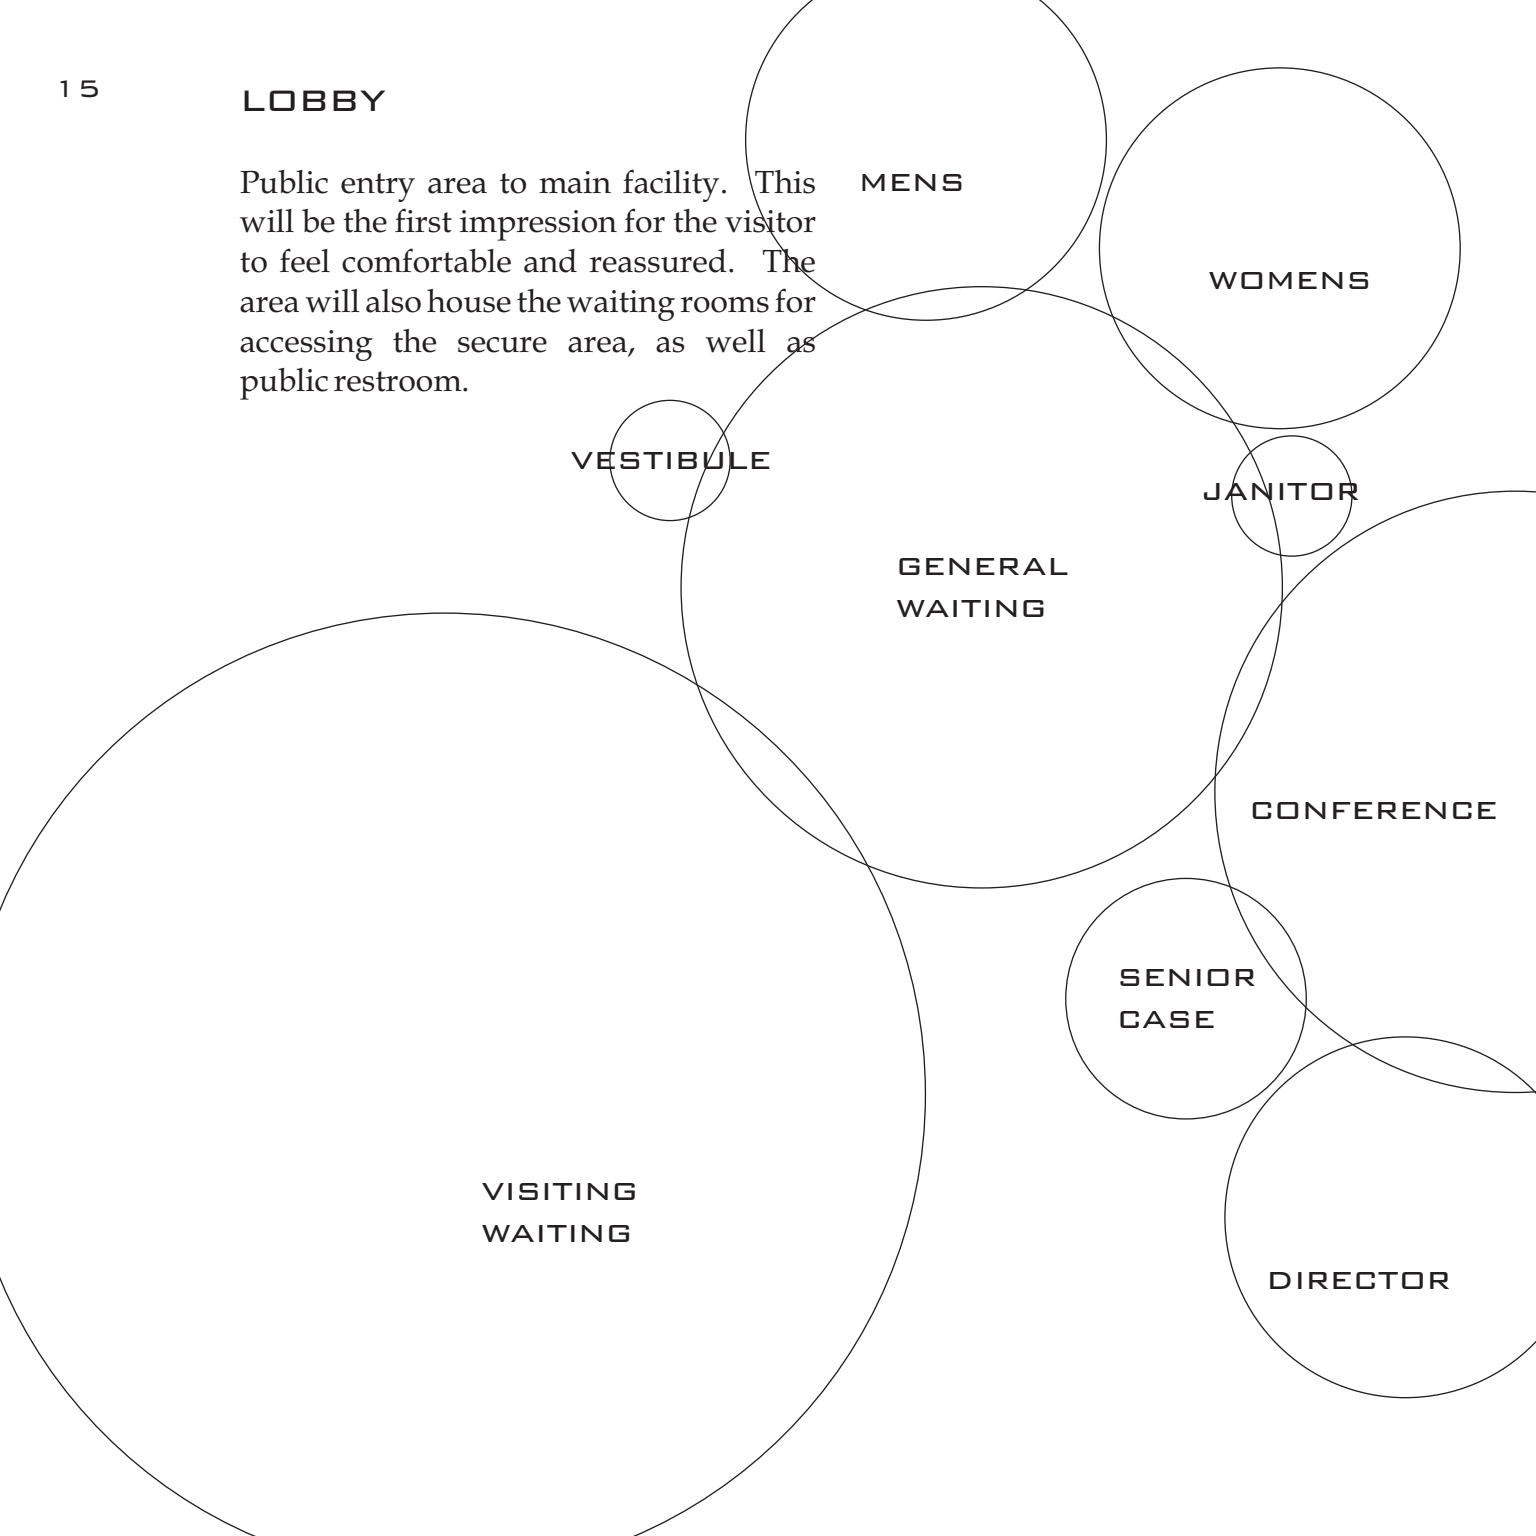 15
LOBBY
Public entry area to main facility. This
will be the first impression for the visitor
to feel comfortable and reassured. The
area will also house the waiting rooms for
accessing the secure area, as well as
public restroom.
MENS
WOMENS
VESTIBULE
JANITOR
GENERAL
WAITING
CONFERENCE
SENIOR
CASE
VISITING
WAITING
DIRECTOR